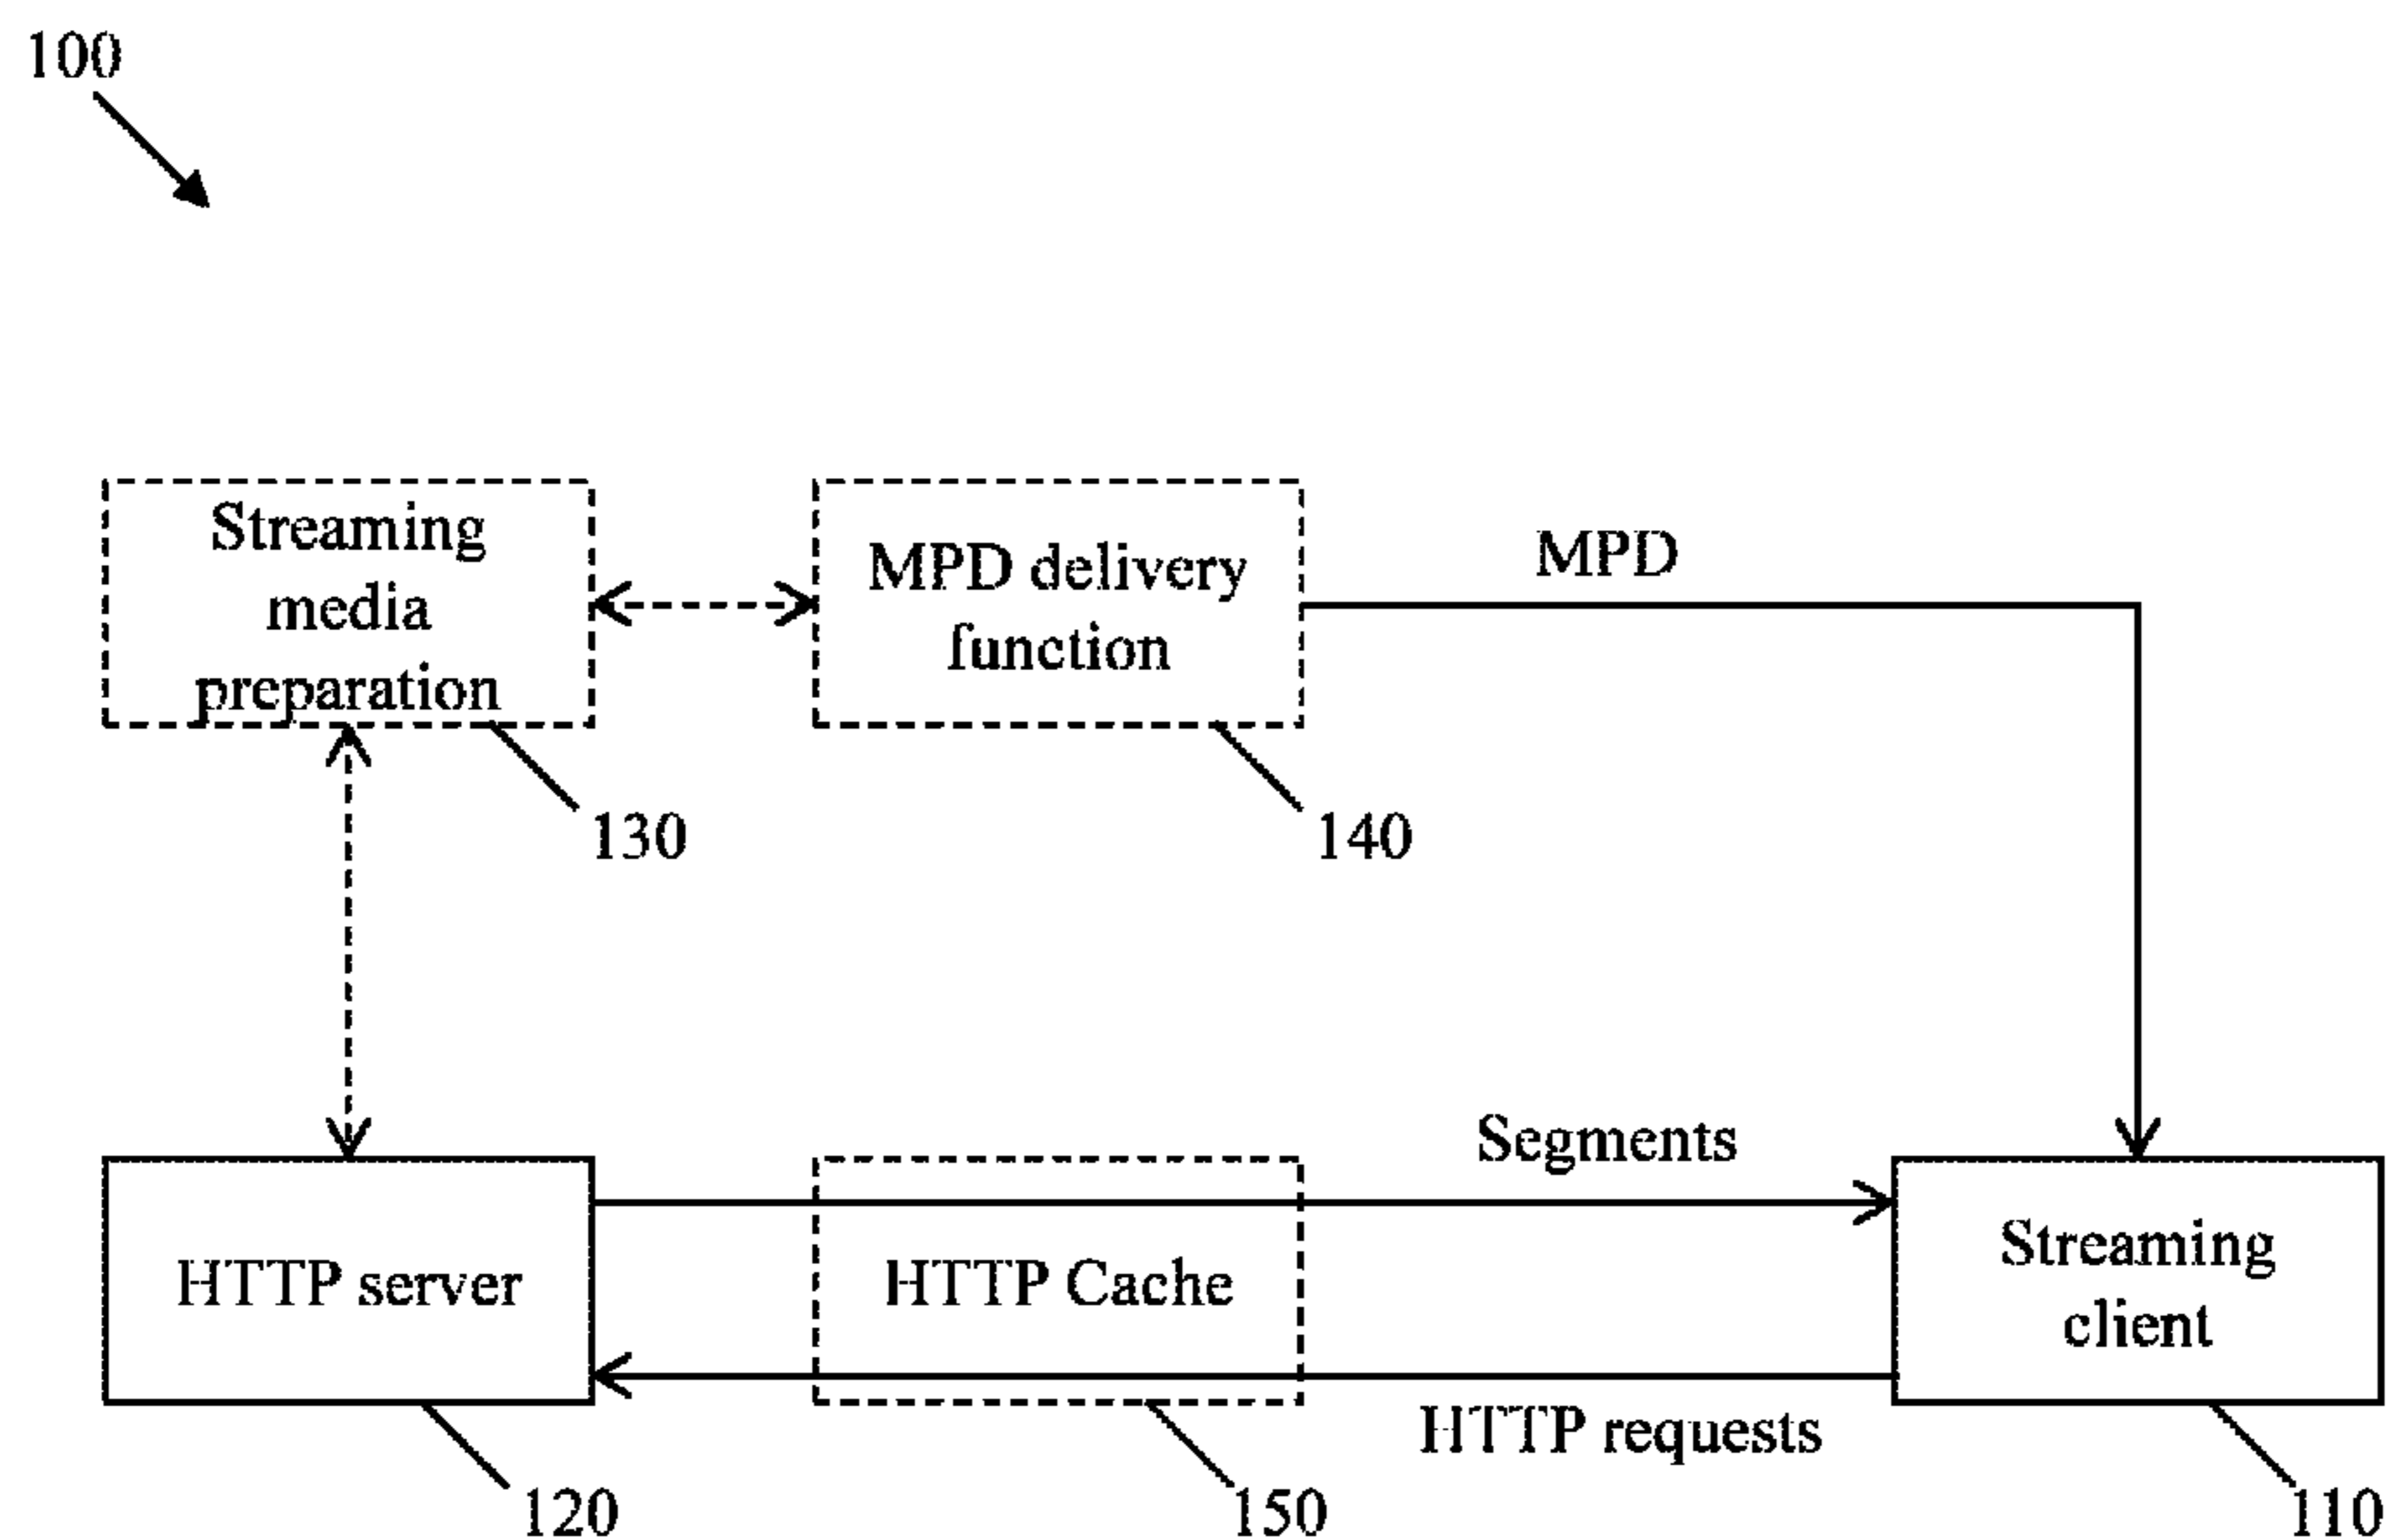 100
Streaming
media
preparation
MPD delivery
function
MPD
130
140
Segments
HTTP server
HTTP Cache
Streaming
client
HTTP requests
120
150
110